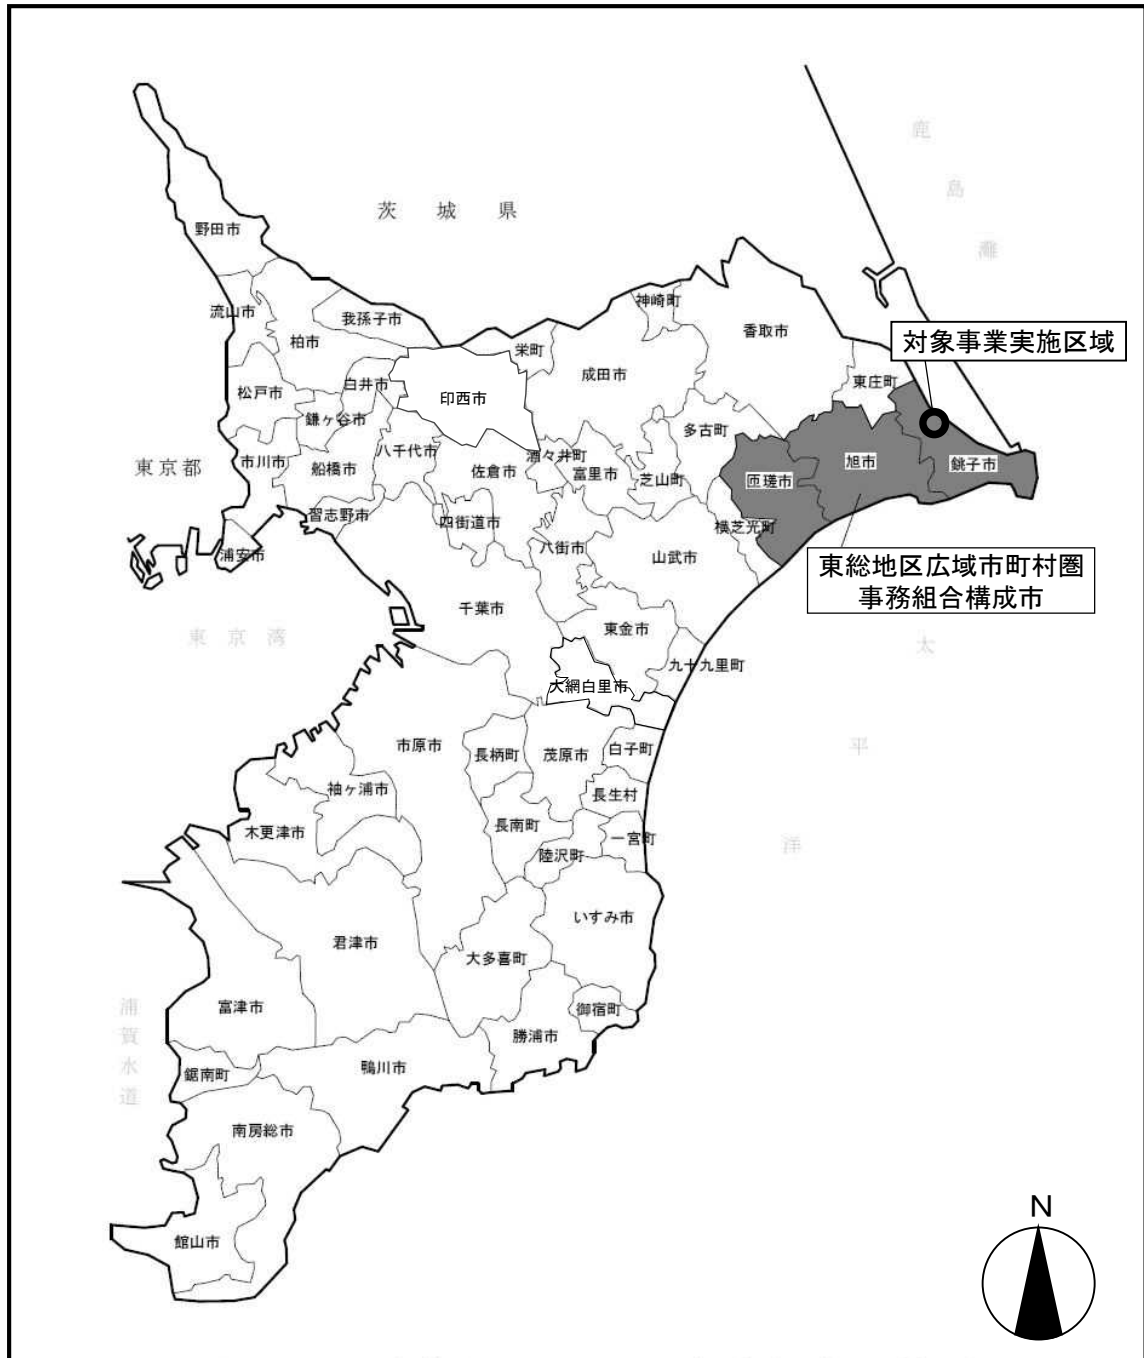 鹿島灘
茨城県
野田市
流山市
柏市
我孫子市
栄町
神崎町
香取市
対象事業実施区域
成田市
東庄町
松戸市
白井市
印西市
鎌ヶ谷市
多古町
東京都
市川市
船橋市
八千代市
佐倉市
酒々井町
富里市
芝山町
匝瑳市
旭市
銚子市
浦安市
習志野市
四街道市
八街市
横芝光町
山武市
東総地区広域市町村圏
事務組合構成市
千葉市
東京湾
東金市
九十九里町
太平洋
大網白里市
市原市
長柄町
茂原市
白子町
袖ヶ浦市
長生村
木更津市
長南町
一宮町
睦沢町
いすみ市
君津市
大多喜町
富津市
御宿町
浦賀水道
勝浦市
鋸南町
鴨川市
南房総市
館山市
N